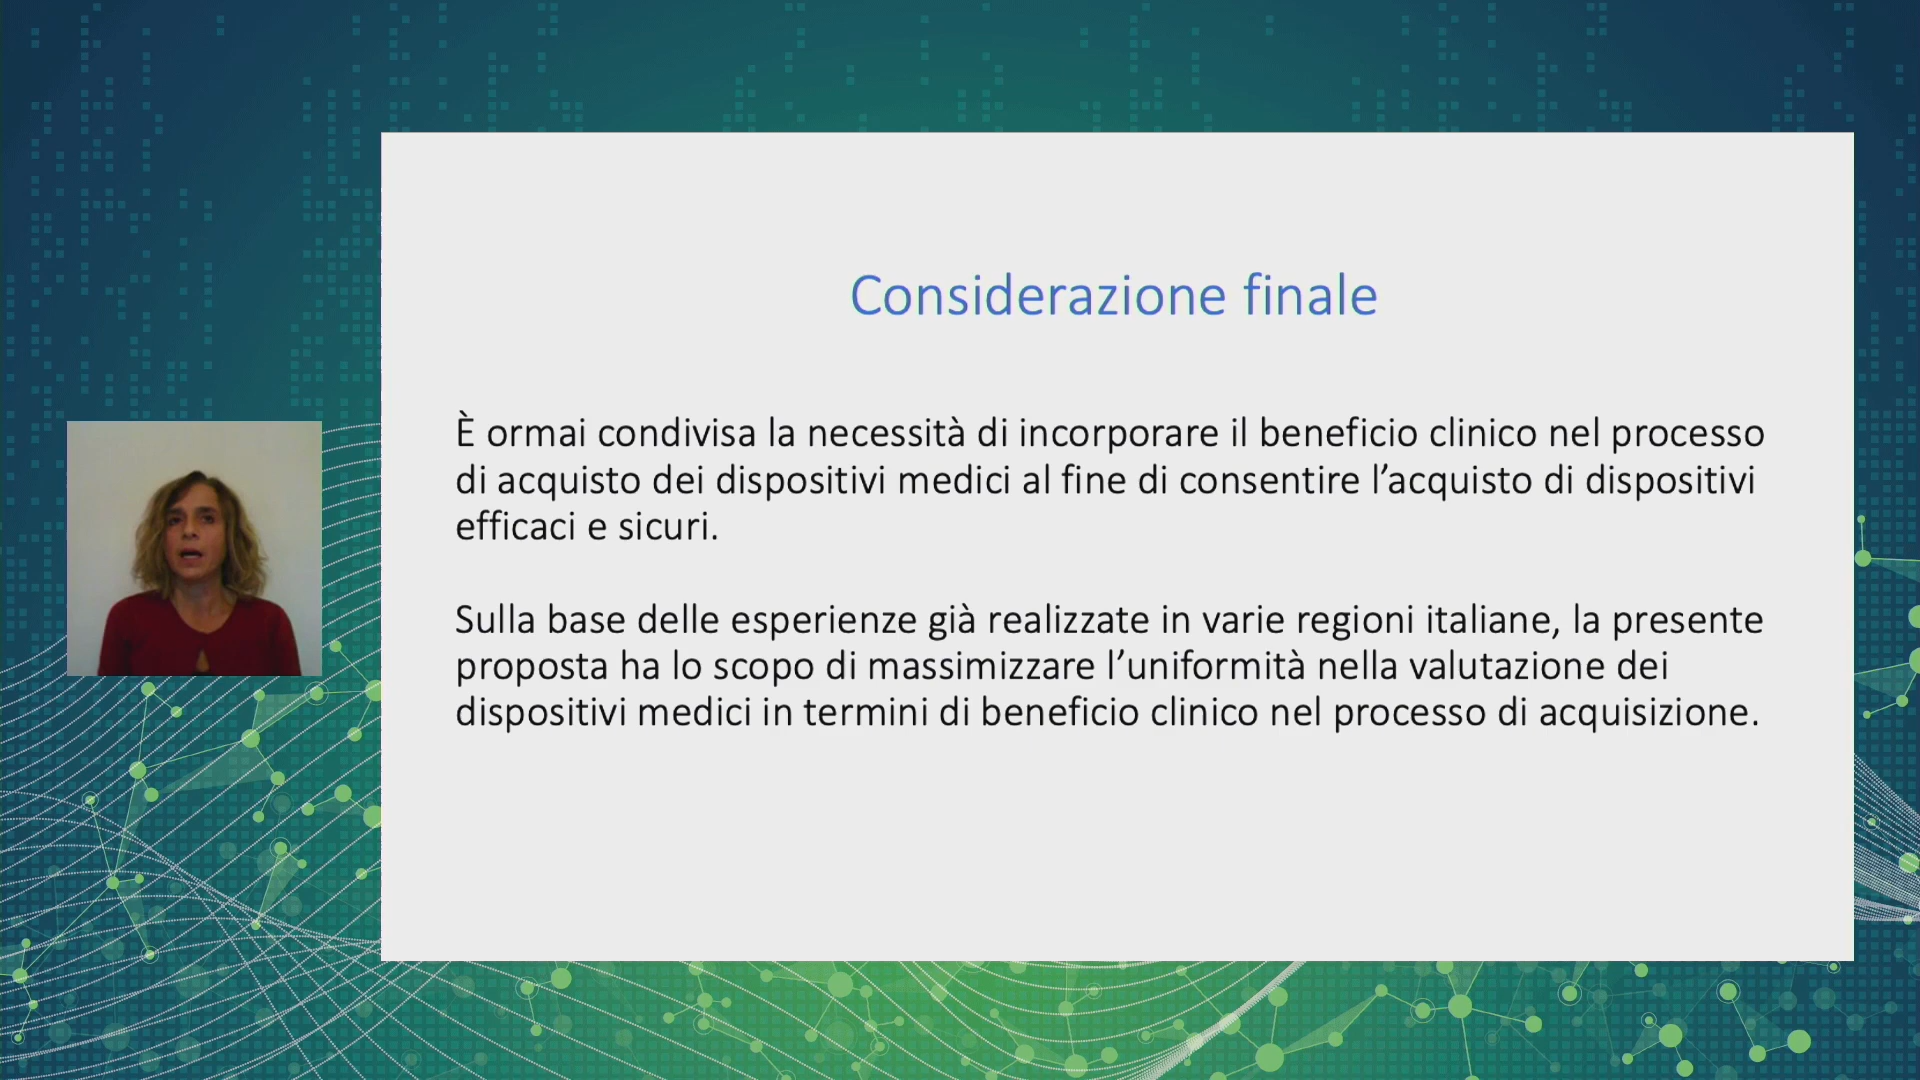 Considerazione finale
È ormai condivisa la necessità di incorporare il beneficio clinico nel processo
di acquisto dei dispositivi medici al fine di consentire l’acquisto di dispositivi
efficaci e sicuri.
Sulla base delle esperienze già realizzate in varie regioni italiane, la presente
proposta ha lo scopo di massimizzare l’uniformità nella valutazione dei
dispositivi medici in termini di beneficio clinico nel processo di acquisizione.